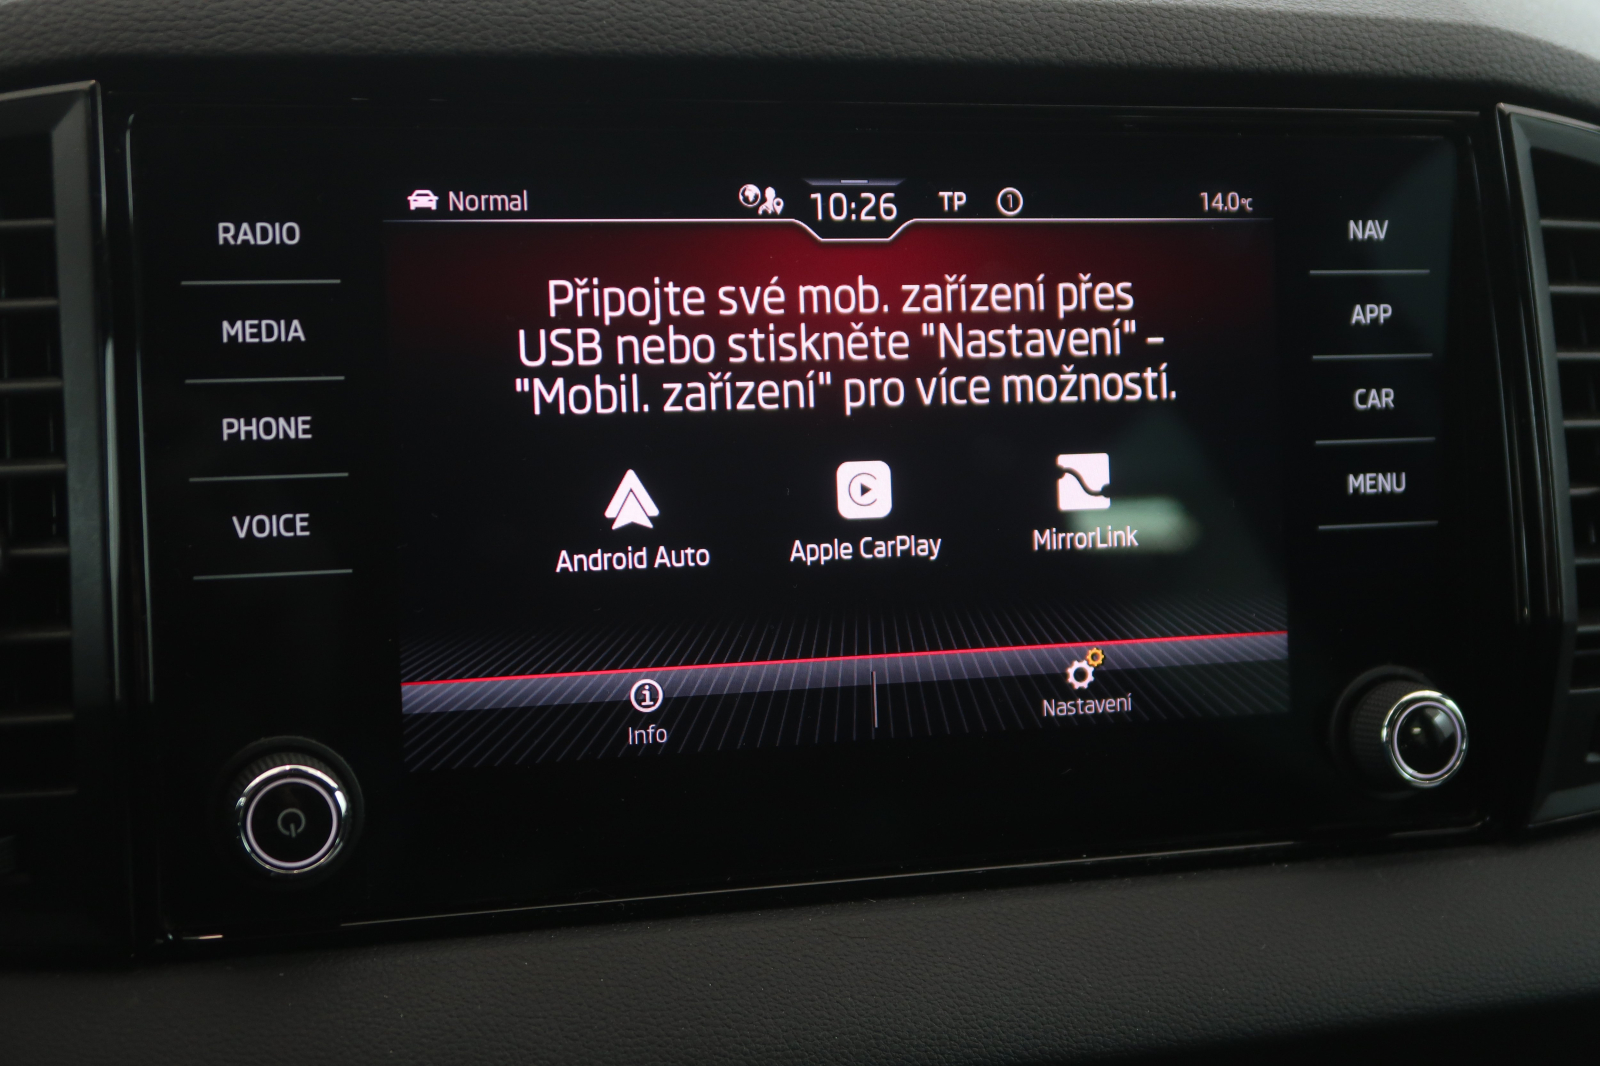 Normal
10:26
TP
1
14.0°C
RADIO
MEDIA
PHONE
VOICE
Připojte své mob. zařízení přes
USB nebo stiskněte "Nastavení" -
"Mobil. zařízení" pro více možností.
Android Auto
Apple CarPlay
MirrorLink
Info
Nastavení
NAV
APP
CAR
MENU